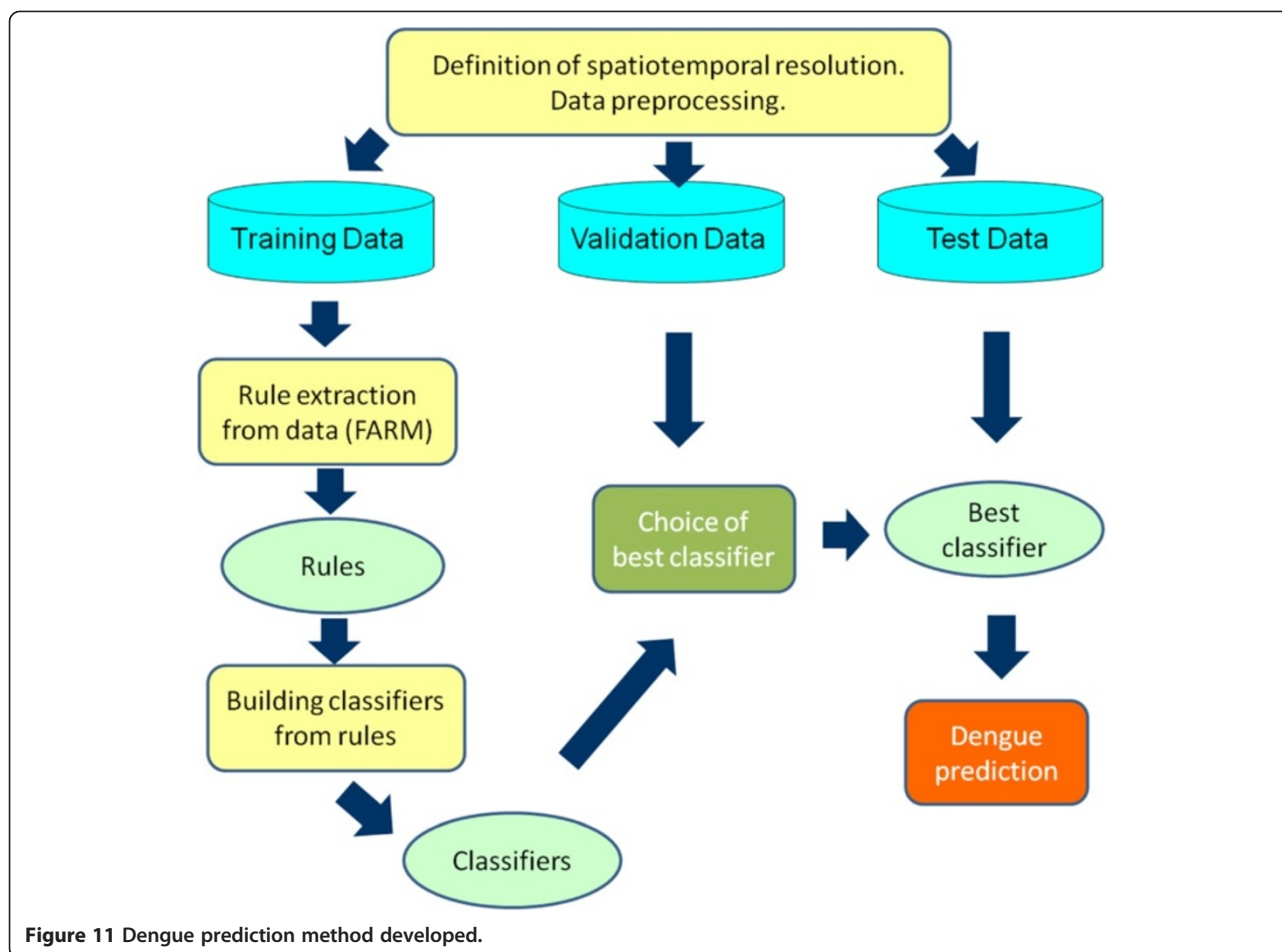 Definition of spatiotemporal resolution.
Data preprocessing.
Training Data
Validation Data
Test Data
Rule extraction
from data (FARM)
Rules
Building classifiers
from rules
Classifiers
Choice of
best classifier
Best
classifier
Dengue
prediction
Figure 11 Dengue prediction method developed.